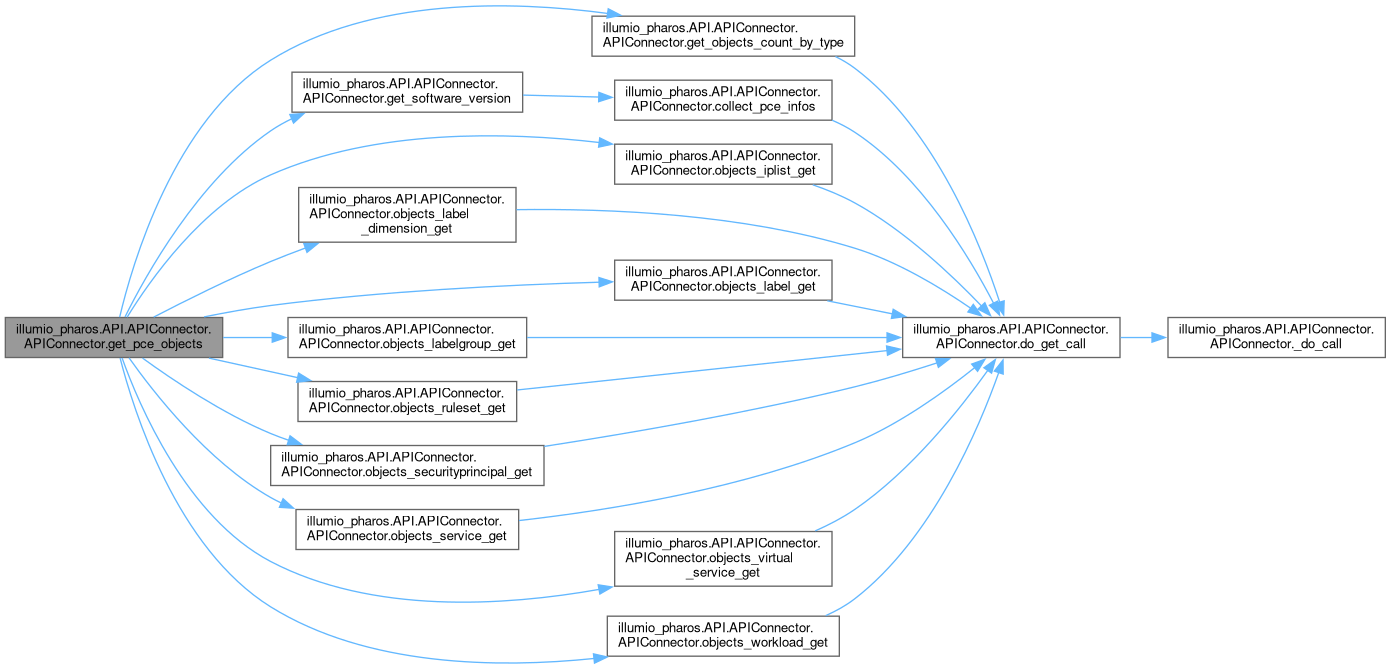 illumio_pharos.API.APIConnector.
APIConnector.get_objects_count_by_type
illumio_pharos.API.APIConnector.
APIConnector.get_software_version
illumio_pharos.API.APIConnector.
APIConnector.collect_pce_infos
illumio_pharos.API.APIConnector.
APIConnector.objects_iplist_get
illumio_pharos.API.APIConnector.
APIConnector.objects_label
_dimension_get
illumio_pharos.API.APIConnector.
APIConnector.objects_label_get
illumio_pharos.API.APIConnector.
APIConnector.get_pce_objects
illumio_pharos.API.APIConnector.
APIConnector.objects_labelgroup_get
illumio_pharos.API.APIConnector.
APIConnector.do_get_call
illumio_pharos.API.APIConnector.
APIConnector._do_call
illumio_pharos.API.APIConnector.
APIConnector.objects_ruleset_get
illumio_pharos.API.APIConnector.
APIConnector.objects_securityprincipal_get
illumio_pharos.API.APIConnector.
APIConnector.objects_service_get
illumio_pharos.API.APIConnector.
APIConnector.objects_virtual
_service_get
illumio_pharos.API.APIConnector.
APIConnector.objects_workload_get